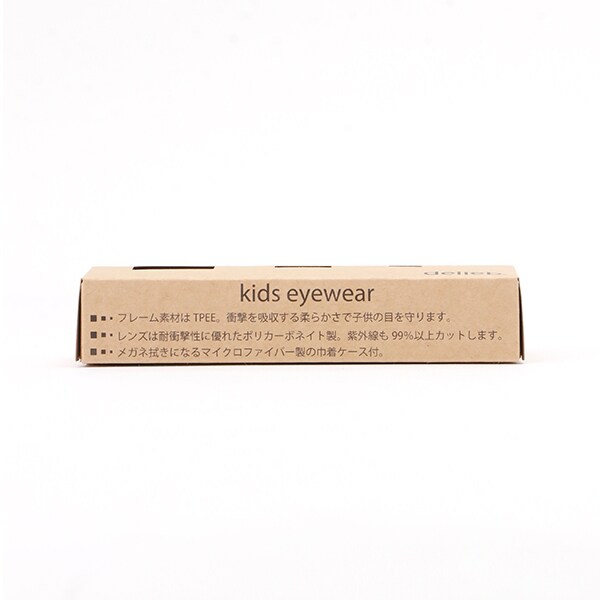 kids eyewear
■■・フレーム素材は TPEE。衝撃を吸収する柔らかさで子供の目を守ります。
■■・レンズは耐衝撃性に優れたポリカーボネイト製。紫外線も 99%以上カットします。
■■・メガネ拭きになるマイクロファイバー製の巾着ケース付。